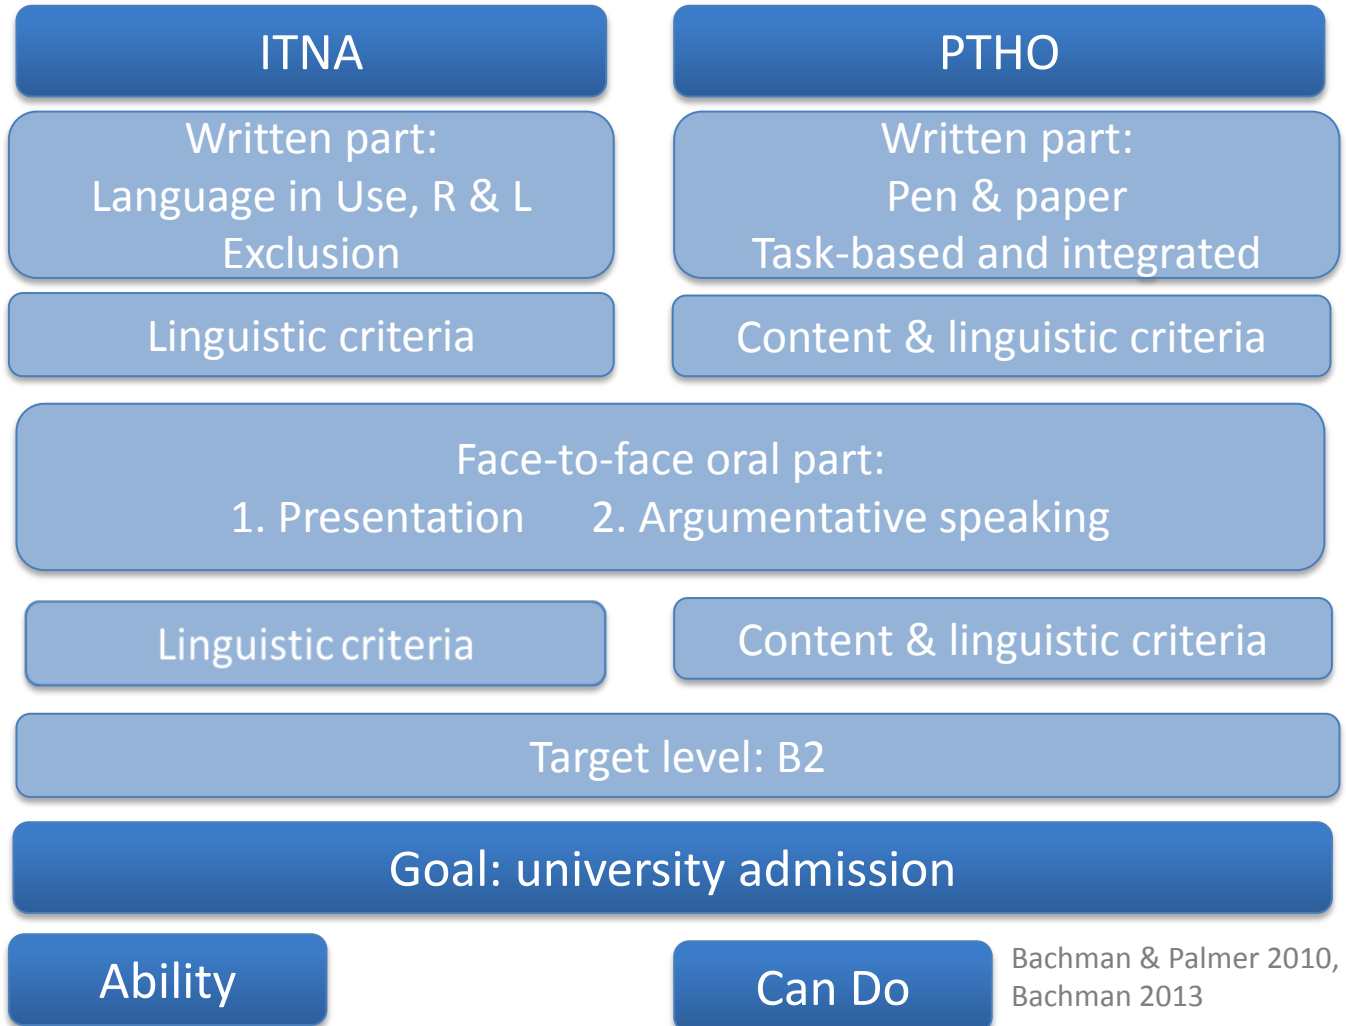 ITNA
PTHO
Written part:
Language in Use, R & L
Exclusion
Written part:
Pen & paper
Task-based and integrated
Linguistic criteria
Content & linguistic criteria
Face-to-face oral part:
1. Presentation 2. Argumentative speaking
Linguistic criteria
Content & linguistic criteria
Target level: B2
Goal: university admission
Ability
Can Do
Bachman & Palmer 2010,
Bachman 2013